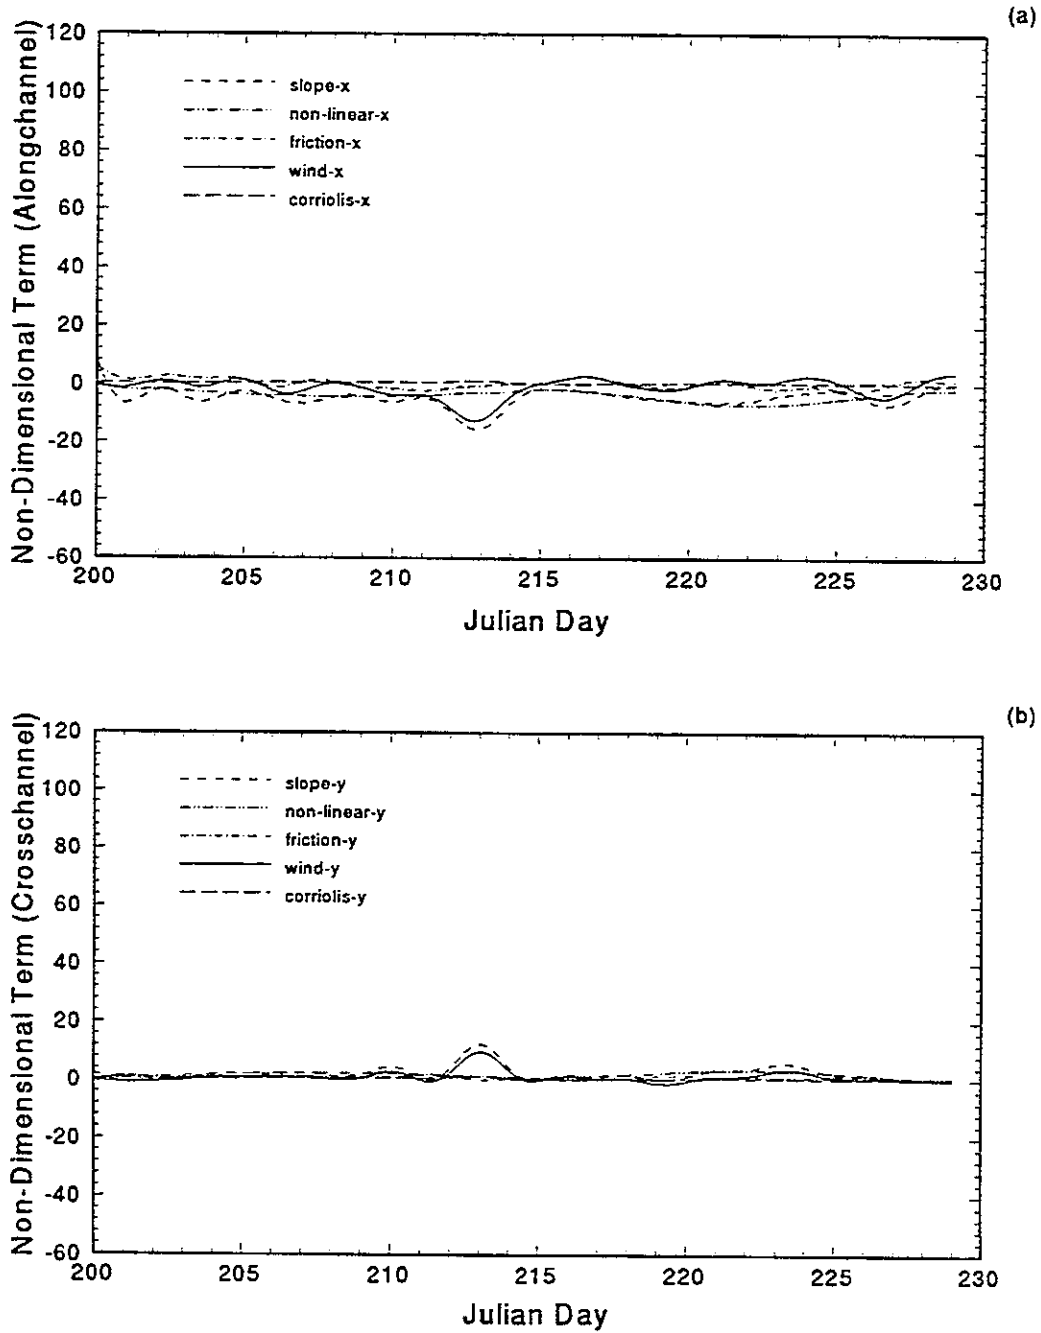 (a)
Non-Dimensional Term (Alongchannel)
120
100
80
60
40
20
0
-20
-40
-60
slope-x
non-linear-x
friction-x
wind-x
corriolis-x
200 205 210 215 220 225 230
Julian Day
(b)
Non-Dimensional Term (Crosschannel)
120
100
80
60
40
20
0
-20
-40
-60
slope-y
non-linear-y
friction-y
wind-y
corriolis-y
200 205 210 215 220 225 230
Julian Day